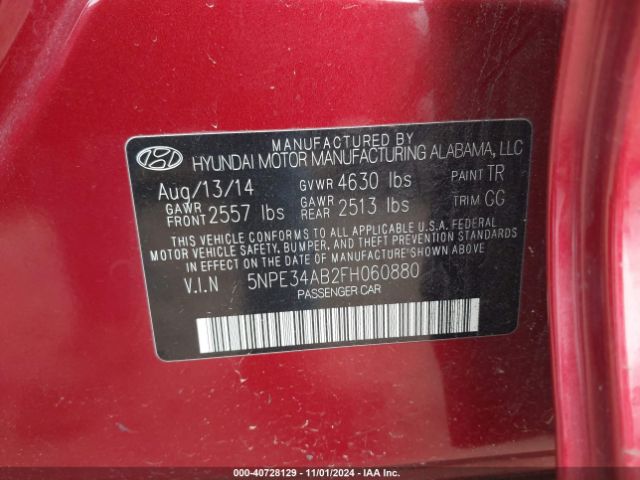 MANUFACTURED BY
HYUNDAI MOTOR MANUFACTURING ALABAMA, LLC
Aug/13/14 GVWR 4630 lbs PAINT TR
GAWR FRONT 2557 lbs GAWR REAR 2513 lbs TRIM GG
THIS VEHICLE CONFORMS TO ALL APPLICABLE U.S.A. FEDERAL
MOTOR VEHICLE SAFETY, BUMPER, AND THEFT PREVENTION
STANDARDS IN EFFECT ON THE DATE OF MANUFACTURE SHOWN ABOVE
V.I.N 5NPE34AB2FH060880
PASSENGER CAR
000-40728129 - 11/01/2024 - IAA Inc.